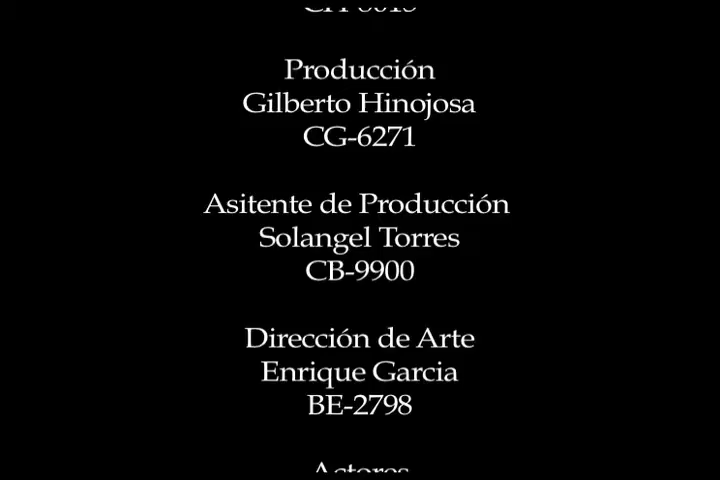 Producción
Gilberto Hinojosa
CG-6271
Asitente de Producción
Solangel Torres
CB-9900
Dirección de Arte
Enrique Garcia
BE-2798
Actores